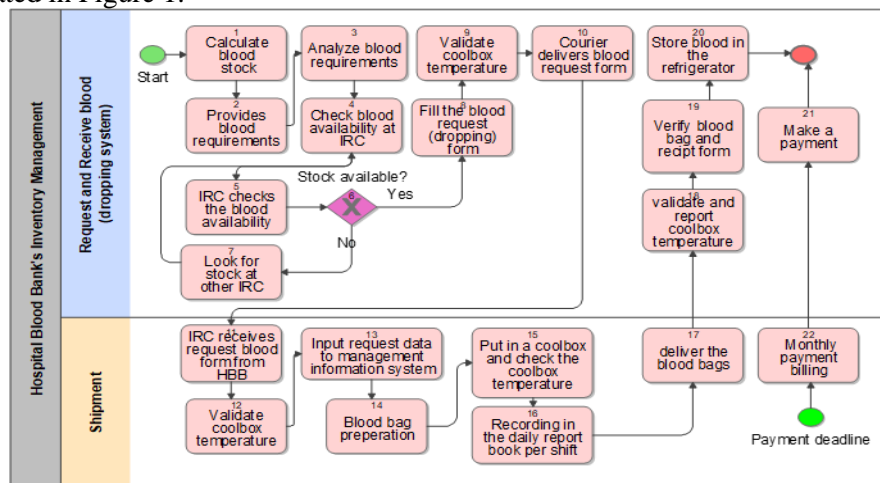 ated in Figure 1.
Hospital Blood Bank's Inventory Management
Request and Receive blood
(dropping system)
Start
1
Calculate
blood
stock
2
Provides
blood
requirements
3
Analyze blood
requirements
4
Check blood
availability at
IRC
5
IRC checks
the blood
availability
Stock available?
6
X
Yes
No
7
Look for
stock at
other IRC
8
Fill the blood
request
(dropping)
form
9
Validate
coolbox
temperature
10
Courier
delivers blood
request form
20
Store blood in
the
refrigerator
19
Verify blood
bag and
recipt form
18
validate and
report
coolbox
temperature
21
Make a
payment
Shipment
11
IRC receives
request blood
form from
HBB
12
Validate
coolbox
temperature
13
Input request data
to management
information system
14
Blood bag
preperation
15
Put in a coolbox
and check the
coolbox
temperature
16
Recording in
the daily report
book per shift
17
deliver the
blood bags
22
Monthly
payment
billing
Payment deadline